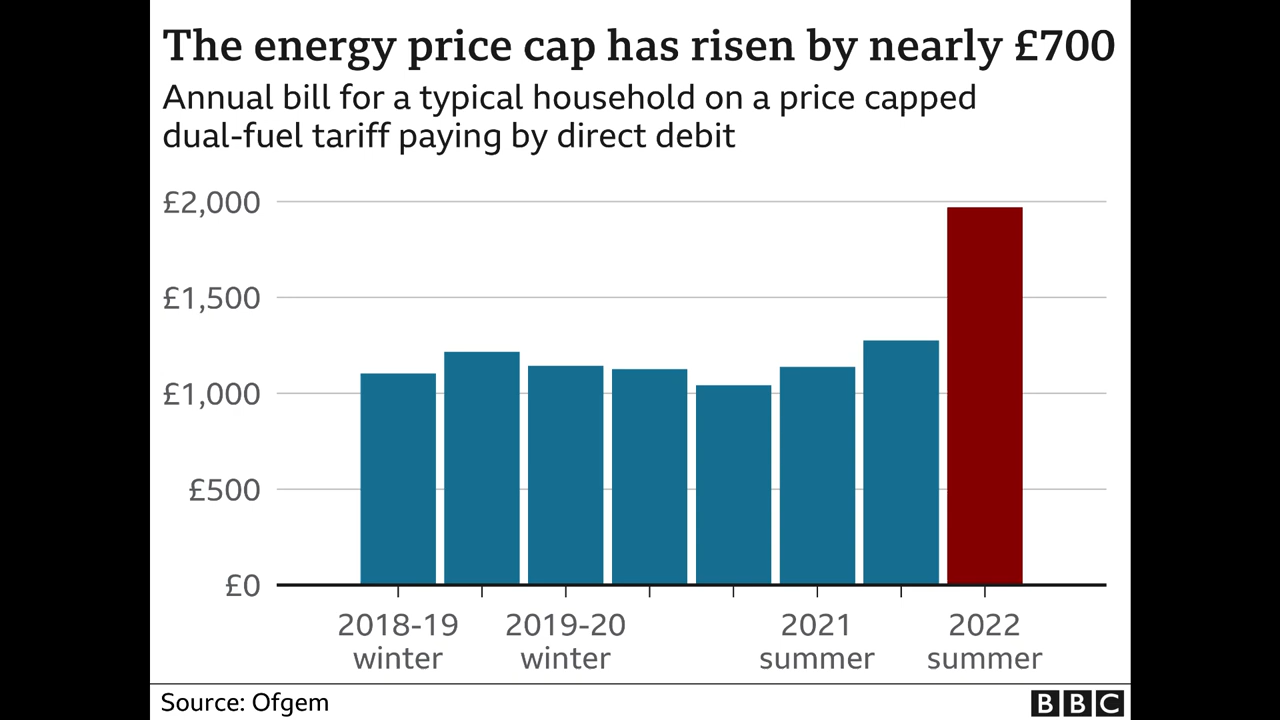 The energy price cap has risen by nearly £700
Annual bill for a typical household on a price capped
dual-fuel tariff paying by direct debit
£2,000
£1,500
£1,000
£500
£0
2018-19 winter
2019-20 winter
2021 summer
2022 summer
Source: Ofgem
BBC